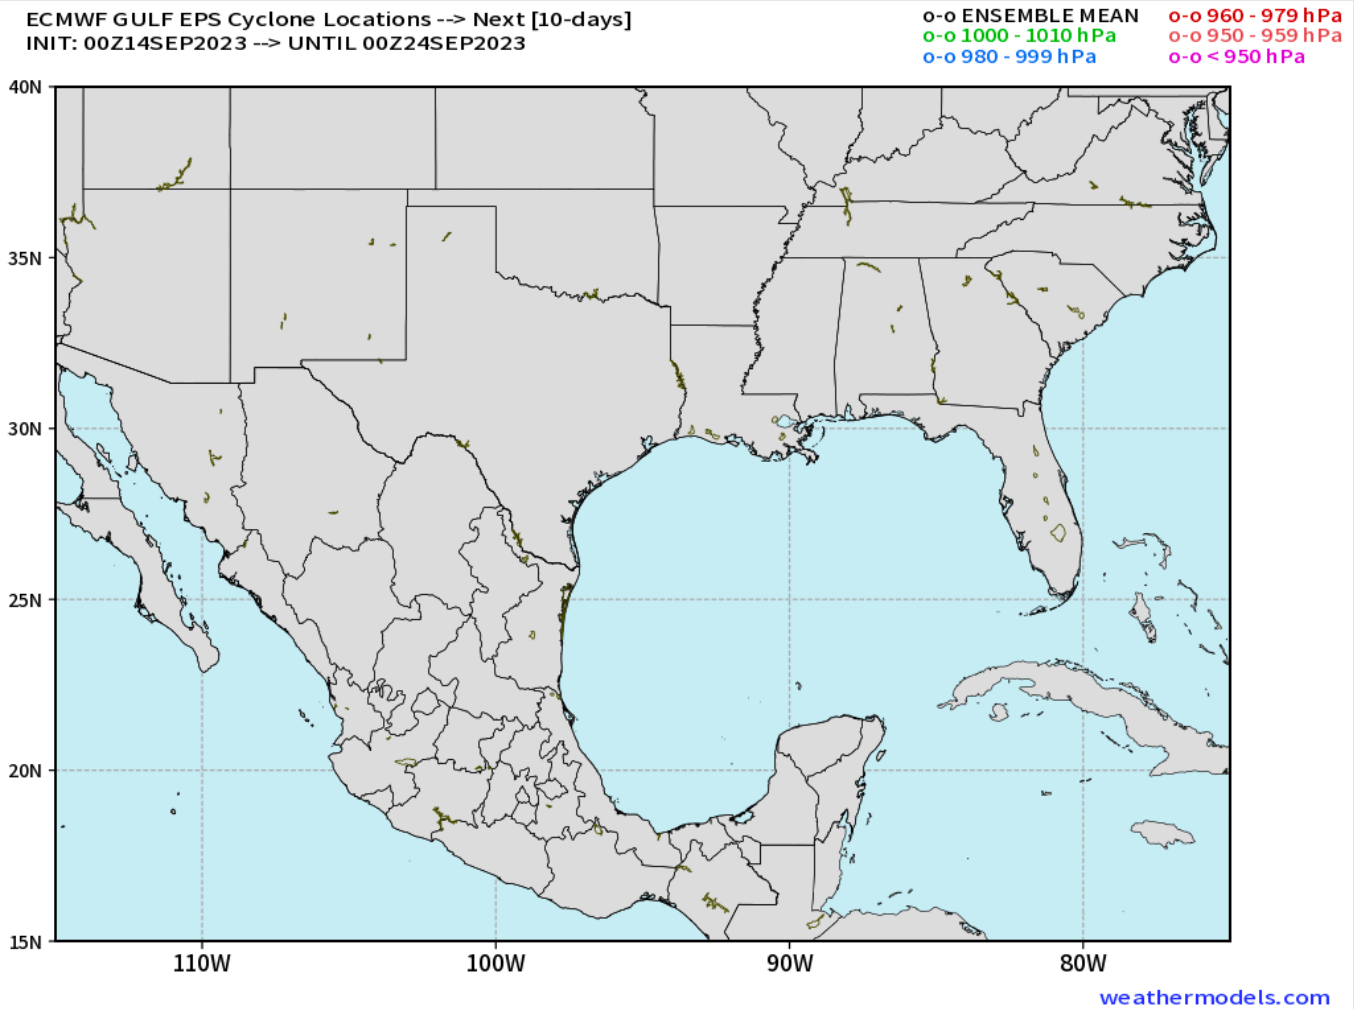 ECMWF GULF EPS Cyclone Locations --> Next [10-days]
INIT: 00Z14SEP2023 --> UNTIL 00Z24SEP2023
o-o ENSEMBLE MEAN
o-o 1000 - 1010 hPa
o-o 980 - 999 hPa
o-o 960 - 979 hPa
o-o 950 - 959 hPa
o-o < 950 hPa
40N
35N
30N
25N
20N
15N
110W
100W
90W
80W
weathermodels.com